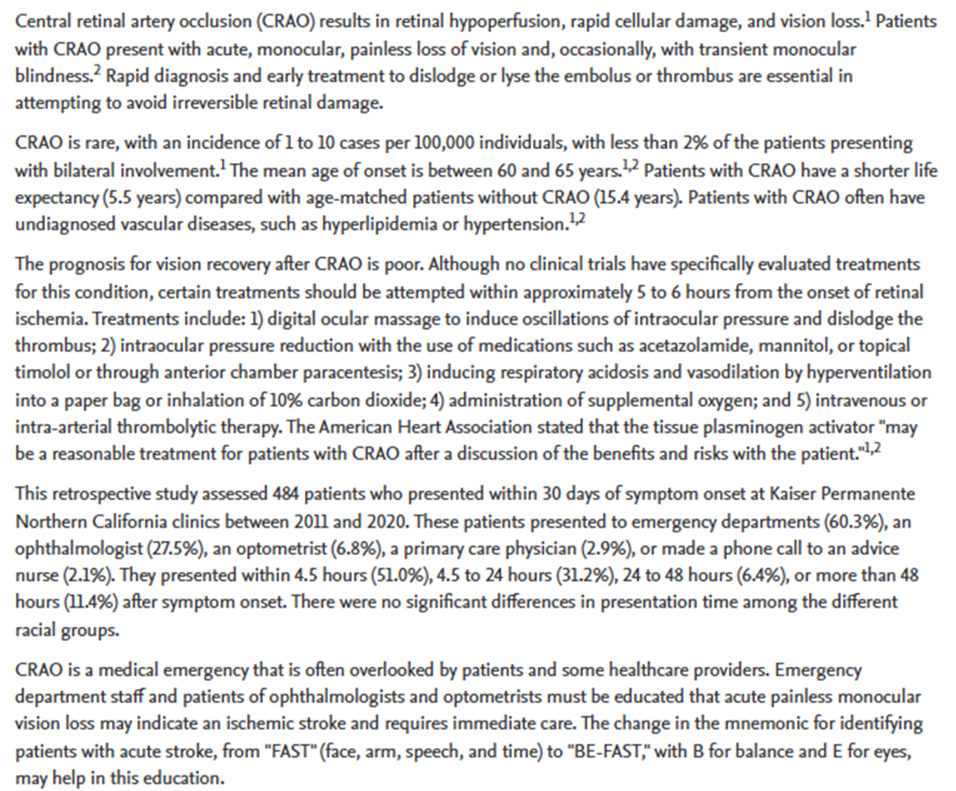 Central retinal artery occlusion (CRAO) results in retinal hypoperfusion, rapid cellular damage, and vision loss.1 Patients
with CRAO present with acute, monocular, painless loss of vision and, occasionally, with transient monocular
blindness.2 Rapid diagnosis and early treatment to dislodge or lyse the embolus or thrombus are essential in
attempting to avoid irreversible retinal damage.
CRAO is rare, with an incidence of 1 to 10 cases per 100,000 individuals, with less than 2% of the patients presenting
with bilateral involvement.1 The mean age of onset is between 60 and 65 years.1,2 Patients with CRAO have a shorter life
expectancy (5.5 years) compared with age-matched patients without CRAO (15.4 years). Patients with CRAO often have
undiagnosed vascular diseases, such as hyperlipidemia or hypertension.1,2
The prognosis for vision recovery after CRAO is poor. Although no clinical trials have specifically evaluated treatments
for this condition, certain treatments should be attempted within approximately 5 to 6 hours from the onset of retinal
ischemia. Treatments include: 1) digital ocular massage to induce oscillations of intraocular pressure and dislodge the
thrombus; 2) intraocular pressure reduction with the use of medications such as acetazolamide, mannitol, or topical
timolol or through anterior chamber paracentesis; 3) inducing respiratory acidosis and vasodilation by hyperventilation
into a paper bag or inhalation of 10% carbon dioxide; 4) administration of supplemental oxygen; and 5) intravenous or
intra-arterial thrombolytic therapy. The American Heart Association stated that the tissue plasminogen activator "may
be a reasonable treatment for patients with CRAO after a discussion of the benefits and risks with the patient."1,2
This retrospective study assessed 484 patients who presented within 30 days of symptom onset at Kaiser Permanente
Northern California clinics between 2011 and 2020. These patients presented to emergency departments (60.3%), an
ophthalmologist (27.5%), an optometrist (6.8%), a primary care physician (2.9%), or made a phone call to an advice
nurse (2.1%). They presented within 4.5 hours (51.0%), 4.5 to 24 hours (31.2%), 24 to 48 hours (6.4%), or more than 48
hours (11.4%) after symptom onset. There were no significant differences in presentation time among the different
racial groups.
CRAO is a medical emergency that is often overlooked by patients and some healthcare providers. Emergency
department staff and patients of ophthalmologists and optometrists must be educated that acute painless monocular
vision loss may indicate an ischemic stroke and requires immediate care. The change in the mnemonic for identifying
patients with acute stroke, from "FAST" (face, arm, speech, and time) to "BE-FAST," with B for balance and E for eyes,
may help in this education.